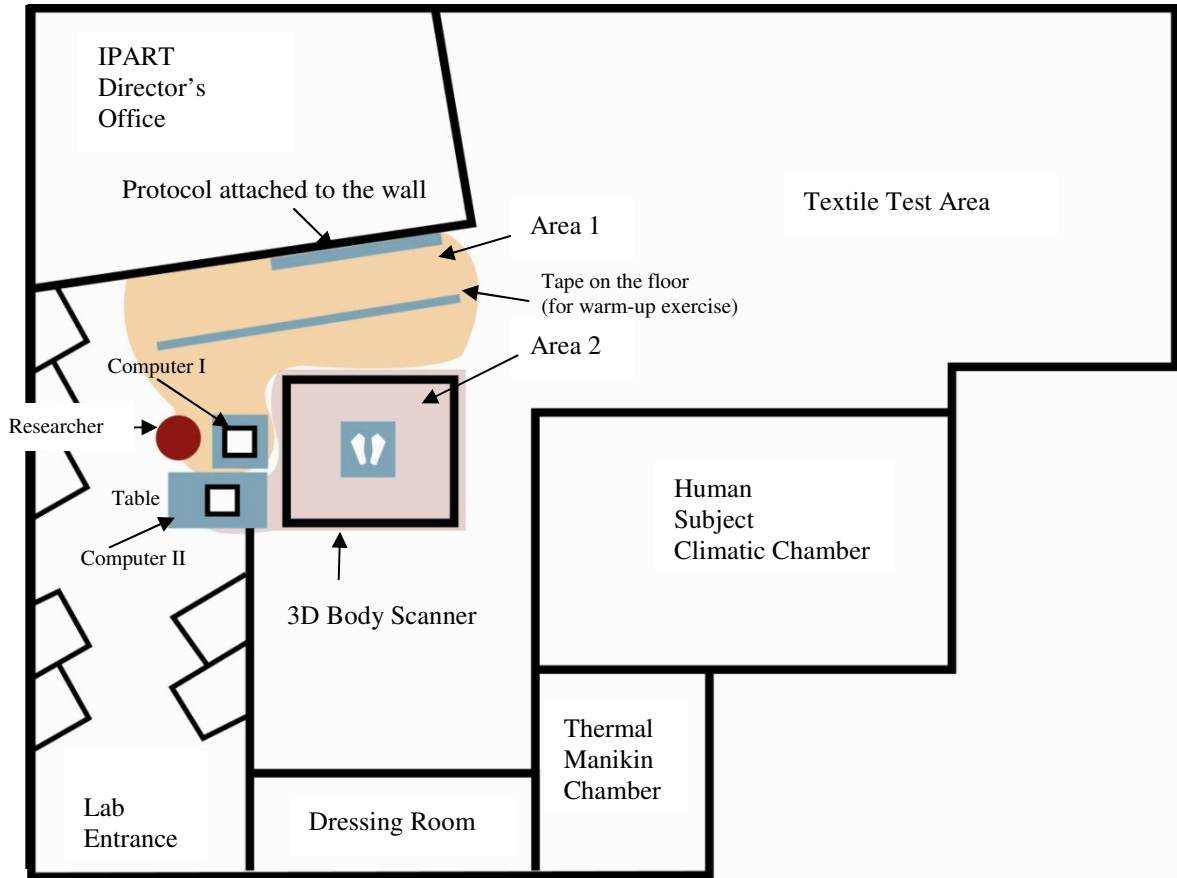 IPART
Director’s
Office
Protocol attached to the wall
Textile Test Area
Area 1
Tape on the floor
(for warm-up exercise)
Area 2
Computer I
Researcher
Table
Computer II
Human
Subject
Climatic Chamber
3D Body Scanner
Thermal
Manikin
Chamber
Lab
Entrance
Dressing Room